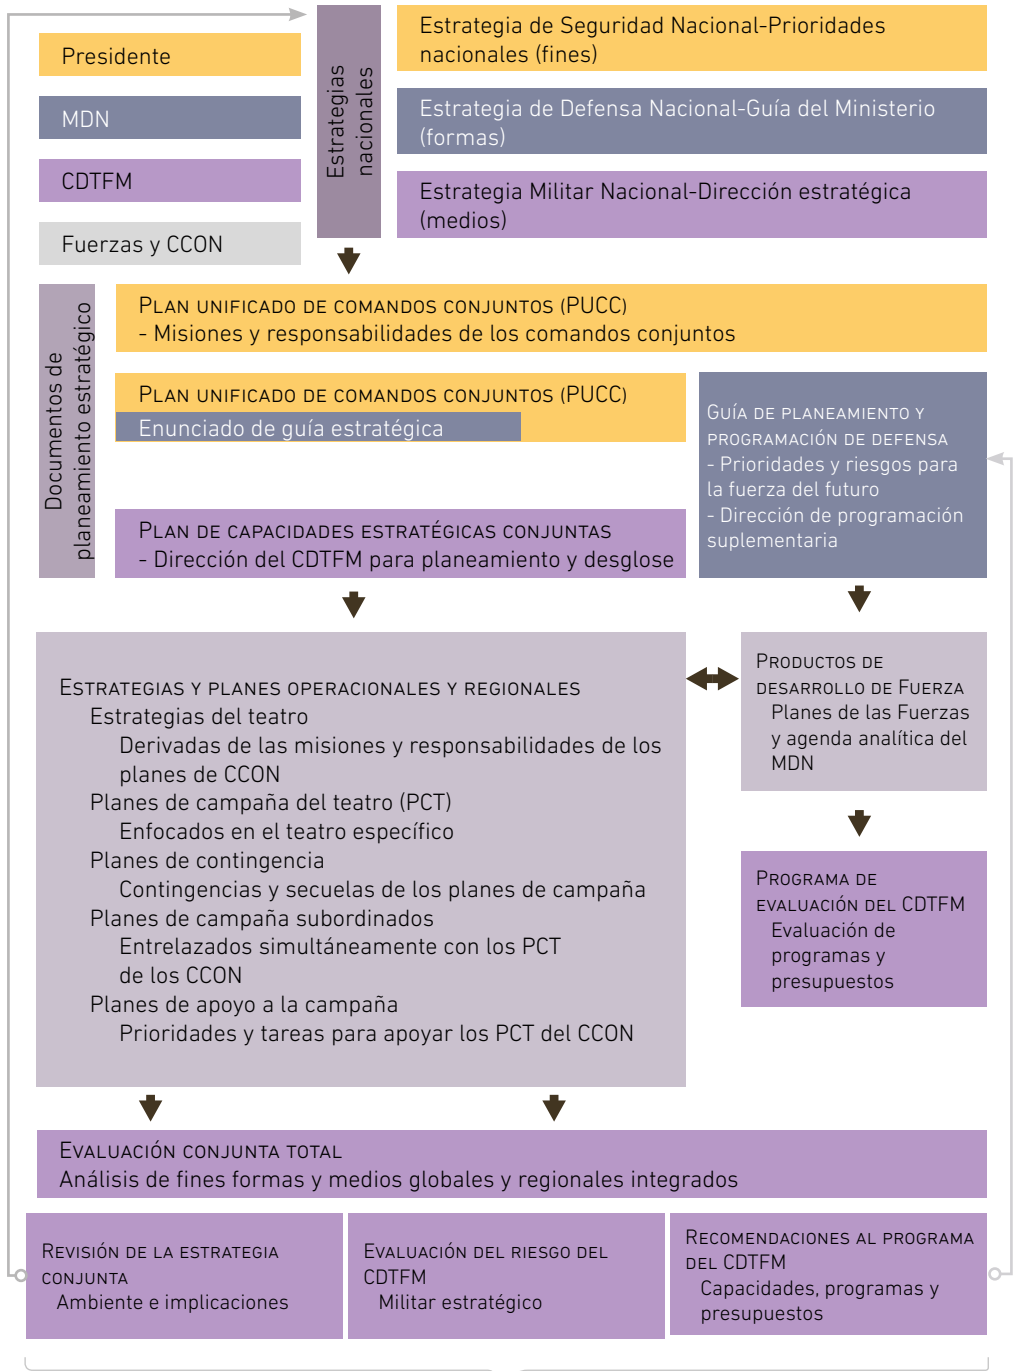 Presidente
MDN
CDTFM
Fuerzas y CCON
Estrategias
nacionales
Estrategia de Seguridad Nacional-Prioridades
nacionales (fines)
Estrategia de Defensa Nacional-Guía del Ministerio
(formas)
Estrategia Militar Nacional-Dirección estratégica
(medios)
Documentos de
planeamiento estratégico
Plan unificado de comandos conjuntos (PUCC)
- Misiones y responsabilidades de los comandos conjuntos
Plan unificado de comandos conjuntos (PUCC)
Enunciado de guía estratégica
Plan de capacidades estratégicas conjuntas
- Dirección del CDTFM para planeamiento y desglose
Guía de planeamiento y
programación de defensa
- Prioridades y riesgos para
la fuerza del futuro
- Dirección de programación
suplementaria
Estrategias y planes operacionales y regionales
Estrategias del teatro
Derivadas de las misiones y responsabilidades de los
planes de CCON
Planes de campaña del teatro (PCT)
Enfocados en el teatro específico
Planes de contingencia
Contingencias y secuelas de los planes de campaña
Planes de campaña subordinados
Entrelazados simultáneamente con los PCT
de los CCON
Planes de apoyo a la campaña
Prioridades y tareas para apoyar los PCT del CCON
Productos de
desarrollo de Fuerza
Planes de las Fuerzas
y agenda analítica del
MDN
Programa de
evaluación del CDTFM
Evaluación de
programas y
presupuestos
Evaluación conjunta total
Análisis de fines formas y medios globales y regionales integrados
Revisión de la estrategia
conjunta
Ambiente e implicaciones
Evaluación del riesgo del
CDTFM
Militar estratégico
Recomendaciones al programa
del CDTFM
Capacidades, programas y
presupuestos